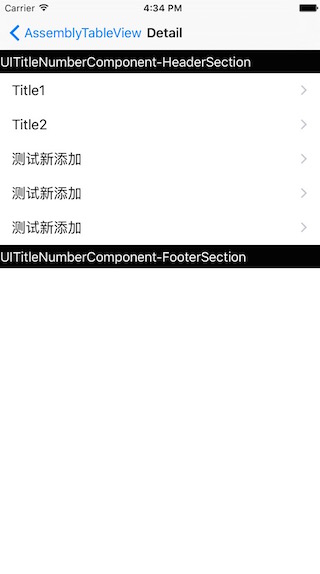 Carrier 4:34 PM
AssemblyTableView Detail
UITitleNumberComponent-HeaderSection
Title1
Title2
测试新添加
测试新添加
测试新添加
UITitleNumberComponent-FooterSection